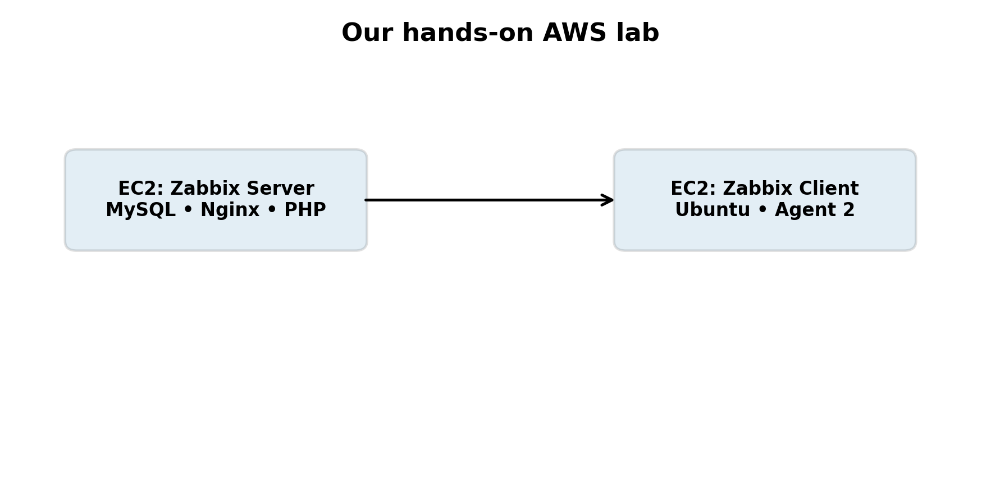 Our hands-on AWS lab
EC2: Zabbix Server
MySQL • Nginx • PHP
EC2: Zabbix Client
Ubuntu • Agent 2